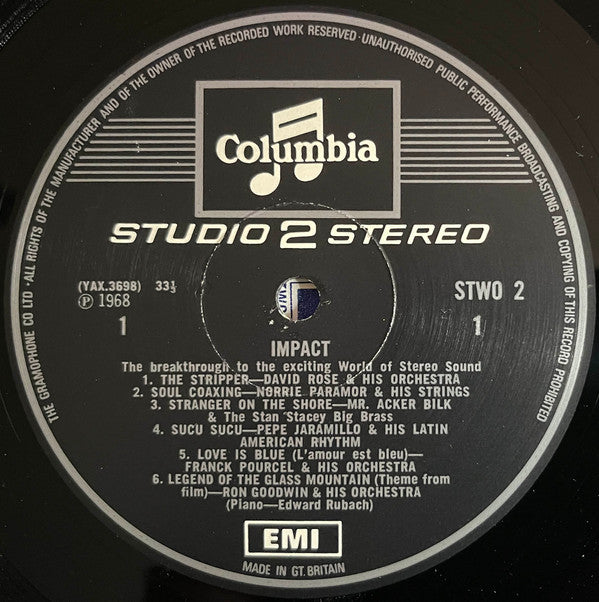 THE GRAMOPHONE CO LTD · ALL RIGHTS OF THE MANUFACTURER AND OF THE OWNER OF THE RECORDED WORK RESERVED · UNAUTHORISED PUBLIC PERFORMANCE BROADCASTING AND COPYING OF THIS RECORD PROHIBITED
Columbia
STUDIO 2 STEREO
(YAX.3698) 33⅓
Ⓟ 1968
1
STWO 2
1
IMPACT
The breakthrough to the exciting World of Stereo Sound
1. THE STRIPPER—DAVID ROSE & HIS ORCHESTRA
2. SOUL COAXING—NORRIE PARAMOR & HIS STRINGS
3. STRANGER ON THE SHORE—MR. ACKER BILK
& The Stan Stacey Big Brass
4. SUCU SUCU—PEPE JARAMILLO & HIS LATIN
AMERICAN RHYTHM
5. LOVE IS BLUE (L'amour est bleu)—
FRANCK POURCEL & HIS ORCHESTRA
6. LEGEND OF THE GLASS MOUNTAIN (Theme from
film)—RON GOODWIN & HIS ORCHESTRA
(Piano—Edward Rubach)
EMI
MADE IN GT. BRITAIN